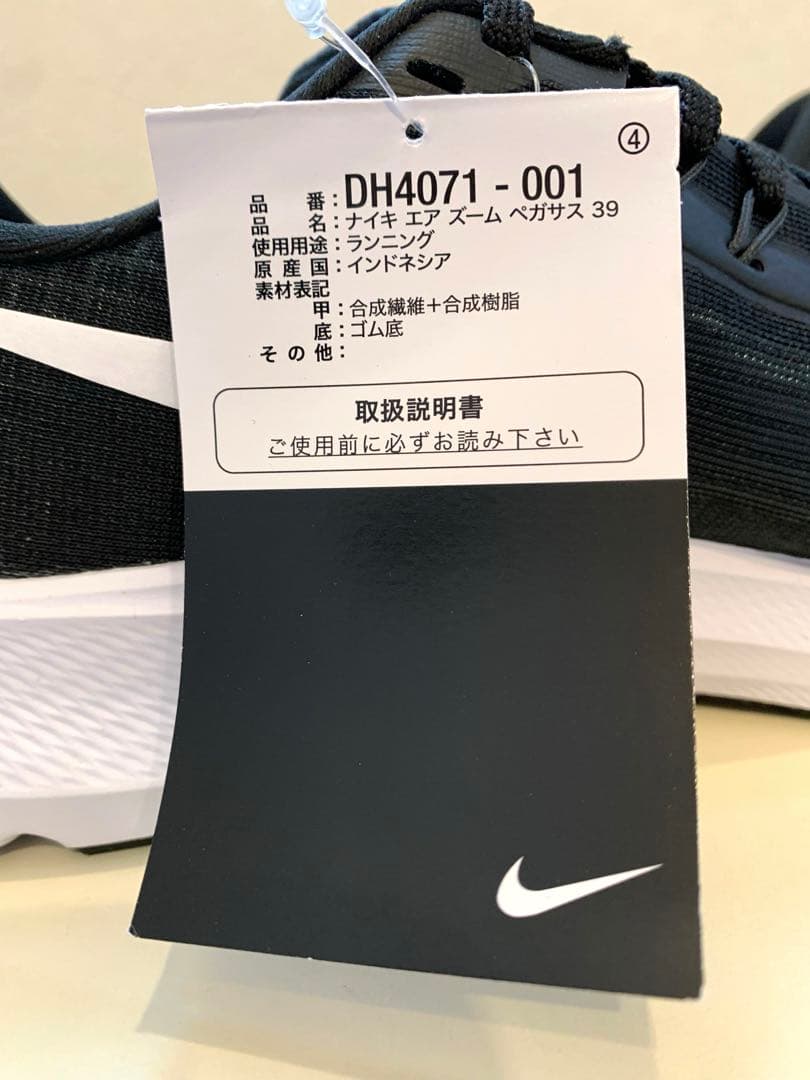 ④
品 番：DH4071 - 001
品 名：ナイキ エア ズーム ペガサス 39
使用用途：ランニング
原産国：インドネシア
素材表記
甲：合成繊維＋合成樹脂
底：ゴム底
その他：
取扱説明書
ご使用前に必ずお読み下さい